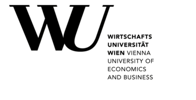 WU
WIRTSCHAFTS
UNIVERSITÄT
WIEN VIENNA
UNIVERSITY OF
ECONOMICS
AND BUSINESS